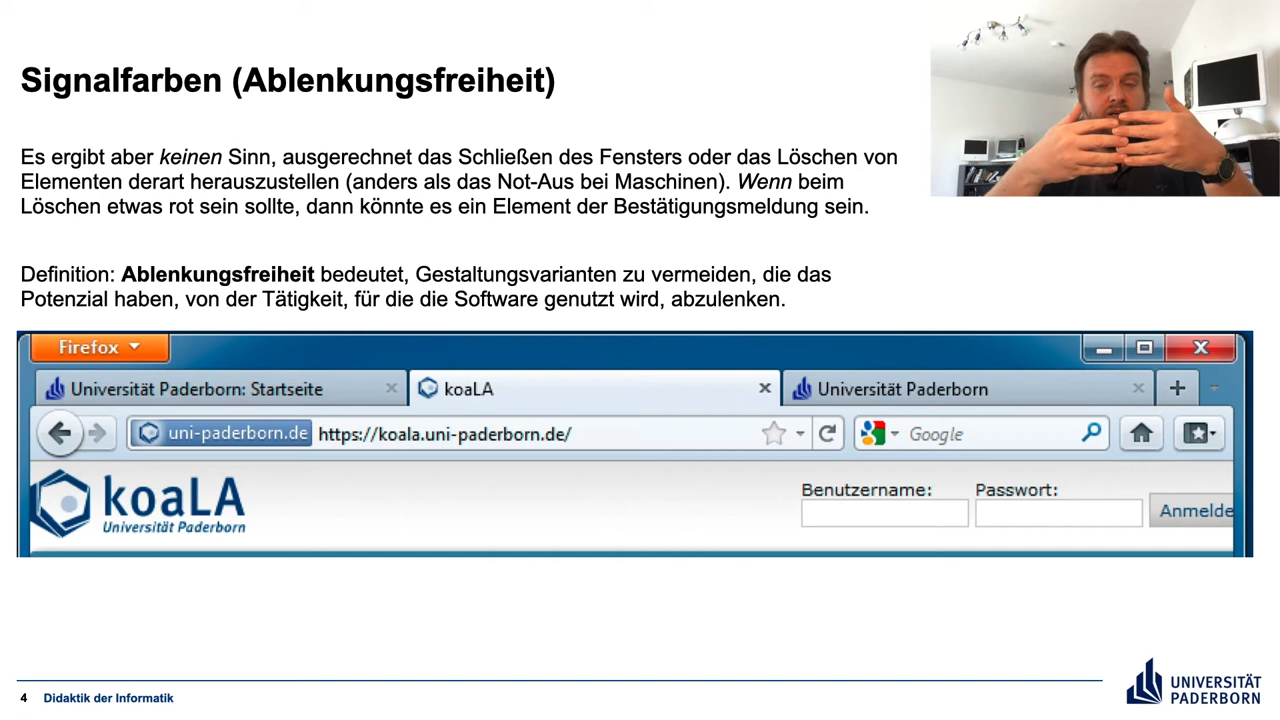 Signalfarben (Ablenkungsfreiheit)
Es ergibt aber keinen Sinn, ausgerechnet das Schließen des Fensters oder das Löschen von
Elementen derart herauszustellen (anders als das Not-Aus bei Maschinen). Wenn beim
Löschen etwas rot sein sollte, dann könnte es ein Element der Bestätigungsmeldung sein.
Definition: Ablenkungsfreiheit bedeutet, Gestaltungsvarianten zu vermeiden, die das
Potenzial haben, von der Tätigkeit, für die die Software genutzt wird, abzulenken.
Firefox
Universität Paderborn: Startseite
koaLA
Universität Paderborn
uni-paderborn.de https://koala.uni-paderborn.de/
Google
koaLA
Universität Paderborn
Benutzername: Passwort:
Anmelde
4 Didaktik der Informatik
UNIVERSITÄT
PADERBORN